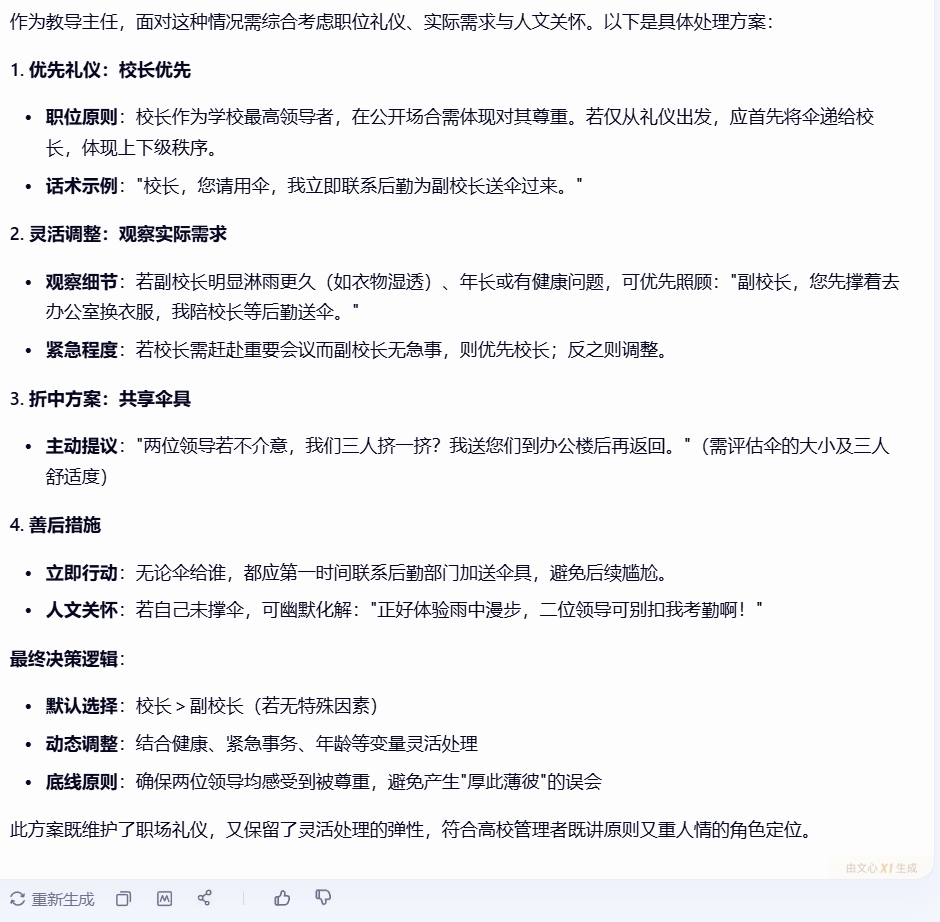 作为教导主任，面对这种情况需综合考虑职位礼仪、实际需求与人文关怀。以下是具体处理方案：
1. 优先礼仪：校长优先
• 职位原则：校长作为学校最高领导者，在公开场合需体现对其尊重。若仅从礼仪出发，应首先将伞递给校
长，体现上下级秩序。
• 话术示例："校长，您请用伞，我立即联系后勤为副校长送伞过来。"
2. 灵活调整：观察实际需求
• 观察细节：若副校长明显淋雨更久（如衣物湿透）、年长或有健康问题，可优先照顾："副校长，您先撑着去
办公室换衣服，我陪校长等后勤送伞。"
• 紧急程度：若校长需赶赴重要会议而副校长无急事，则优先校长；反之则调整。
3. 折中方案：共享伞具
• 主动提议："两位领导若不介意，我们三人挤一挤？我送您们到办公楼后再返回。"（需评估伞的大小及三人
舒适度）
4. 善后措施
• 立即行动：无论伞给谁，都应第一时间联系后勤部门加送伞具，避免后续尴尬。
• 人文关怀：若自己未撑伞，可幽默化解："正好体验雨中漫步，二位领导可别扣我考勤啊！"
最终决策逻辑：
• 默认选择：校长 > 副校长（若无特殊因素）
• 动态调整：结合健康、紧急事务、年龄等变量灵活处理
• 底线原则：确保两位领导均感受到被尊重，避免产生"厚此薄彼"的误会
此方案既维护了职场礼仪，又保留了灵活处理的弹性，符合高校管理者既讲原则又重人情的角色定位。
由文心 X1 生成
重新生成